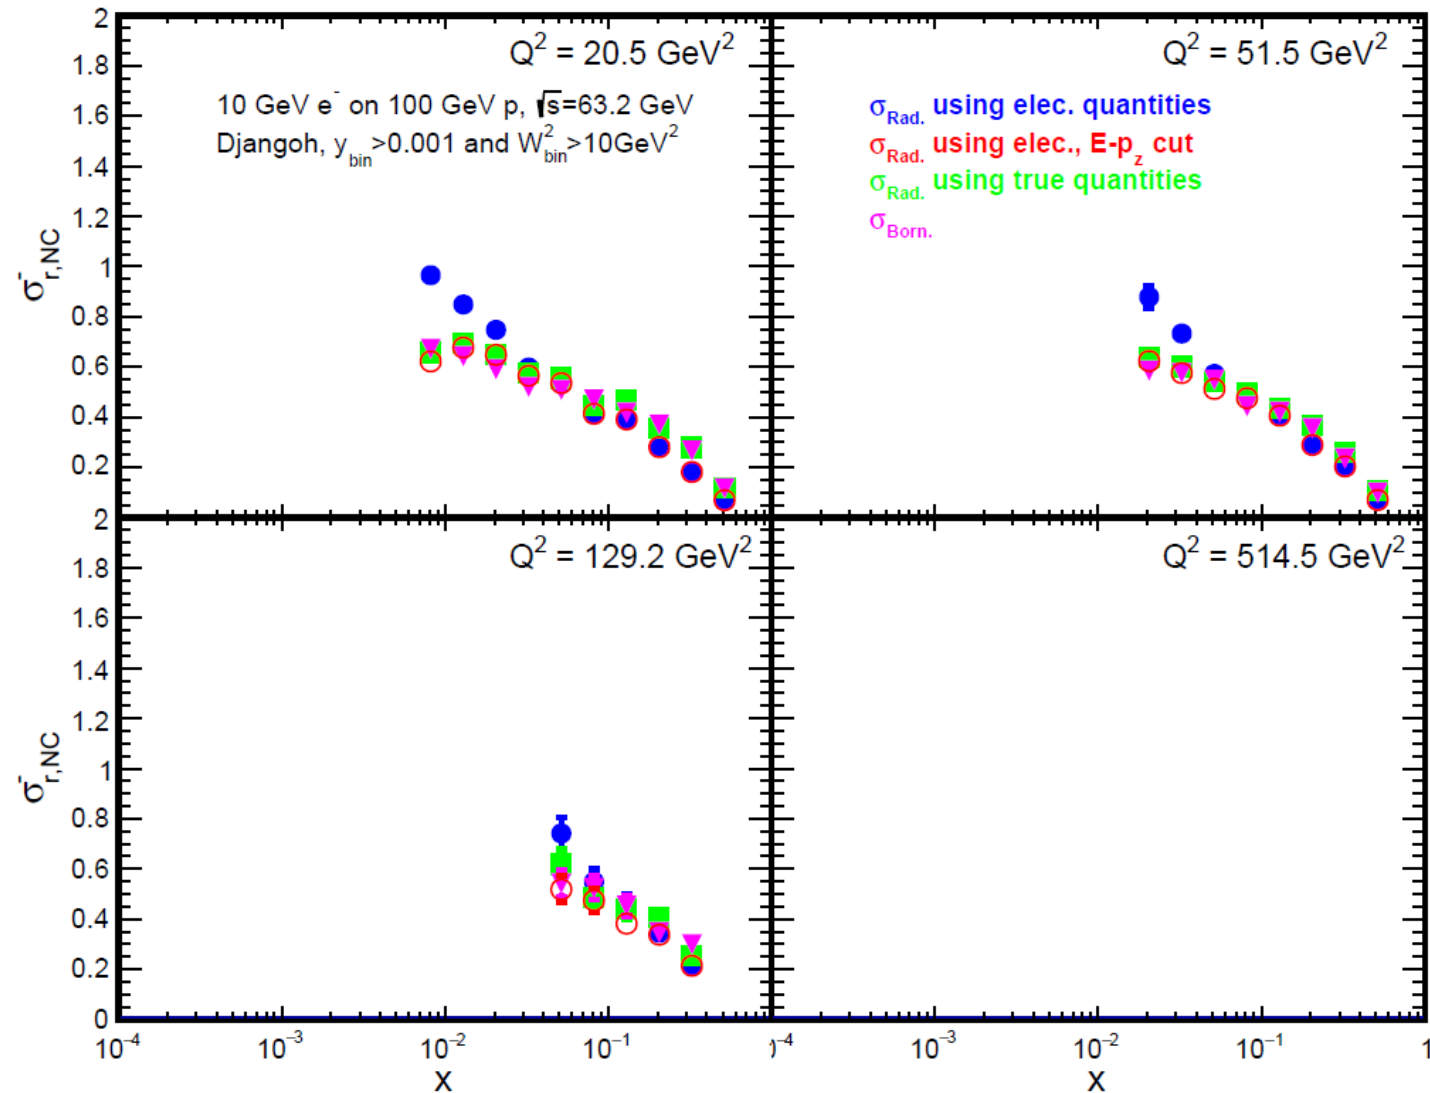 Q² = 20.5 GeV²
10 GeV e⁻ on 100 GeV p, √s=63.2 GeV
Djangoh, y_bin>0.001 and W²_bin>10GeV²
σ⁻_r,NC
2
1.8
1.6
1.4
1.2
1
0.8
0.6
0.4
0.2
Q² = 51.5 GeV²
σ_Rad. using elec. quantities
σ_Rad. using elec., E-p_z cut
σ_Rad. using true quantities
σ_Born.
Q² = 129.2 GeV²
σ⁻_r,NC
2
1.8
1.6
1.4
1.2
1
0.8
0.6
0.4
0.2
0
10⁻⁴ 10⁻³ 10⁻² 10⁻¹
x
Q² = 514.5 GeV²
⁻⁴ 10⁻³ 10⁻² 10⁻¹ 1
x